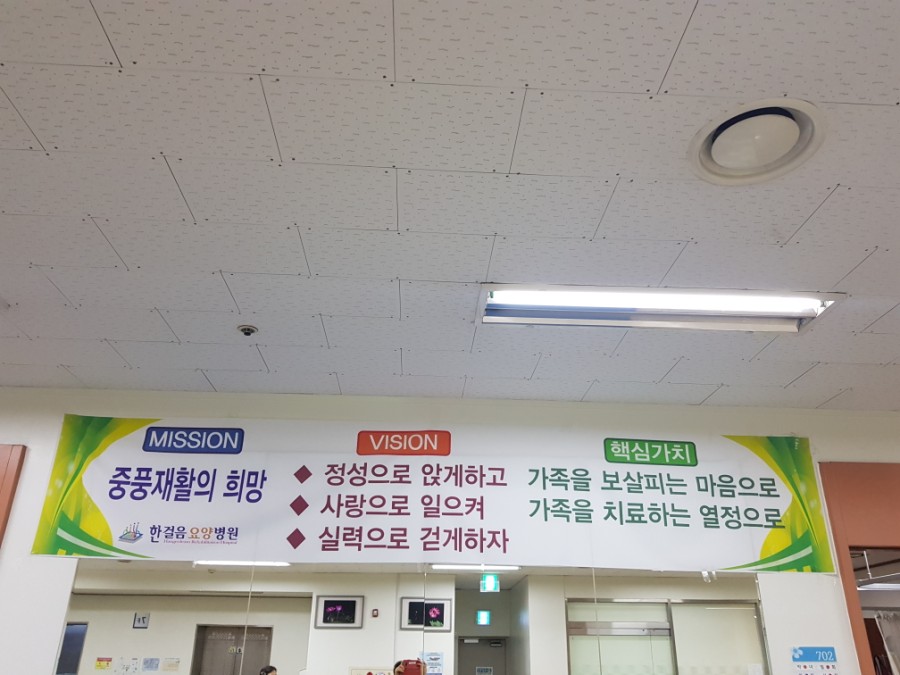 MISSION
중풍재활의 희망
한걸음요양병원
VISION
◆ 정성으로 앉게하고
◆ 사랑으로 일으켜
◆ 실력으로 걷게하자
핵심가치
가족을 보살피는 마음으로
가족을 치료하는 열정으로
702